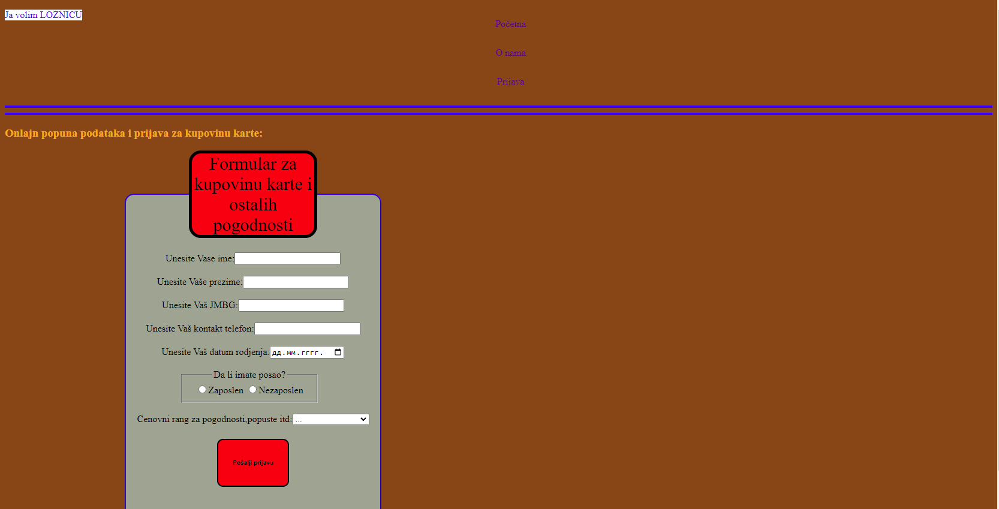 Ja volim LOZNICU
Početna
O nama
Prijava
Onlajn popuna podataka i prijava za kupovinu karte:
Formular za
kupovinu karte i
ostalih
pogodnosti
Unesite Vase ime:
Unesite Vaše prezime:
Unesite Vaš JMBG:
Unesite Vaš kontakt telefon:
Unesite Vaš datum rodjenja: дд.мм.гггг.
Da li imate posao?
Zaposlen Nezaposlen
Cenovni rang za pogodnosti,popuste itd: ...
Pošalji prijavu